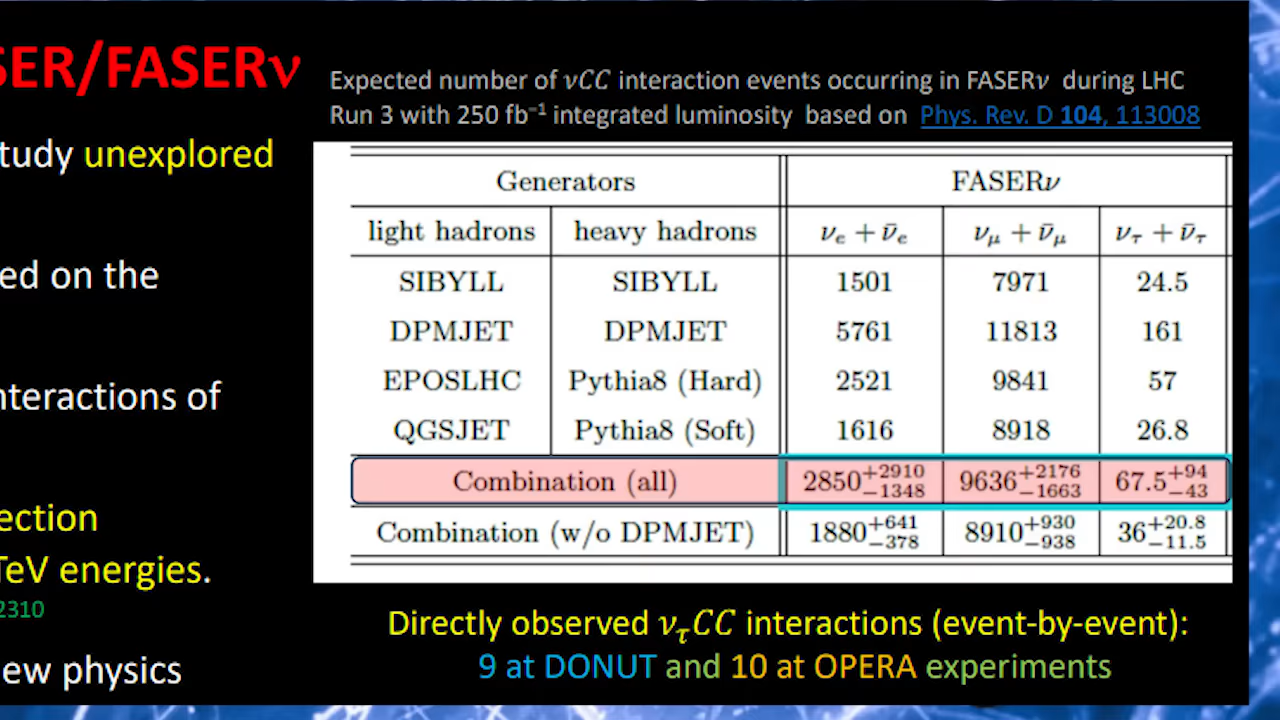 SER/FASERν
tudy unexplored
ed on the
nteractions of
ection
TeV energies.
2310
ew physics
Expected number of νCC interaction events occurring in FASERν during LHC
Run 3 with 250 fb⁻¹ integrated luminosity based on Phys. Rev. D 104, 113008
Generators FASERν
light hadrons heavy hadrons νₑ + ν̄ₑ ν_μ + ν̄_μ ν_τ + ν̄_τ
SIBYLL SIBYLL 1501 7971 24.5
DPMJET DPMJET 5761 11813 161
EPOSLHC Pythia8 (Hard) 2521 9841 57
QGSJET Pythia8 (Soft) 1616 8918 26.8
Combination (all) 2850^{+2910}_{-1348} 9636^{+2176}_{-1663} 67.5^{+94}_{-43}
Combination (w/o DPMJET) 1880^{+641}_{-378} 8910^{+930}_{-938} 36^{+20.8}_{-11.5}
Directly observed ν_τCC interactions (event-by-event):
9 at DONUT and 10 at OPERA experiments